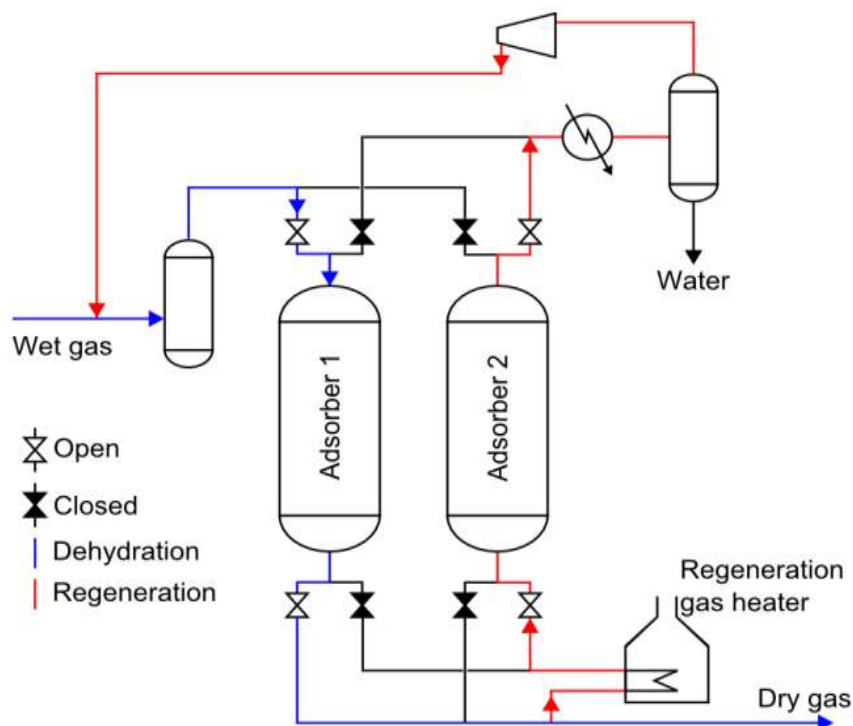 Water
Wet gas
Adsorber 1
Adsorber 2
Open
Closed
Dehydration
Regeneration
Regeneration
gas heater
Dry gas